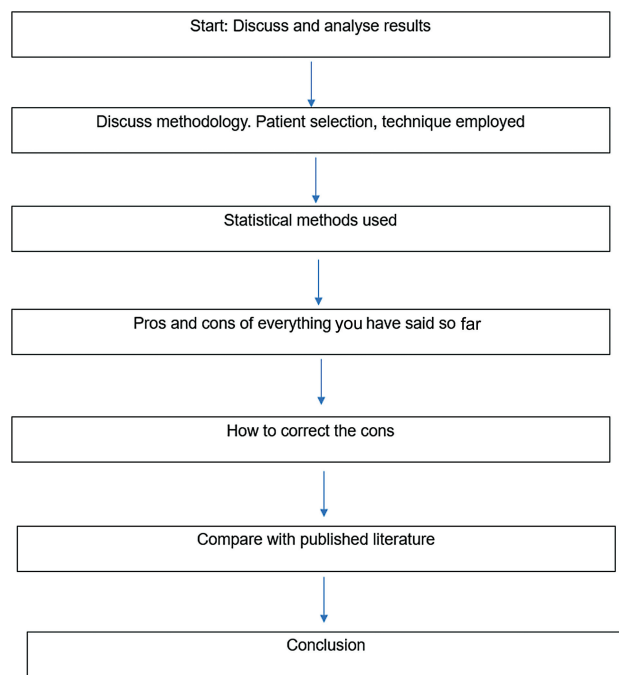 Start: Discuss and analyse results
Discuss methodology. Patient selection, technique employed
Statistical methods used
Pros and cons of everything you have said so far
How to correct the cons
Compare with published literature
Conclusion